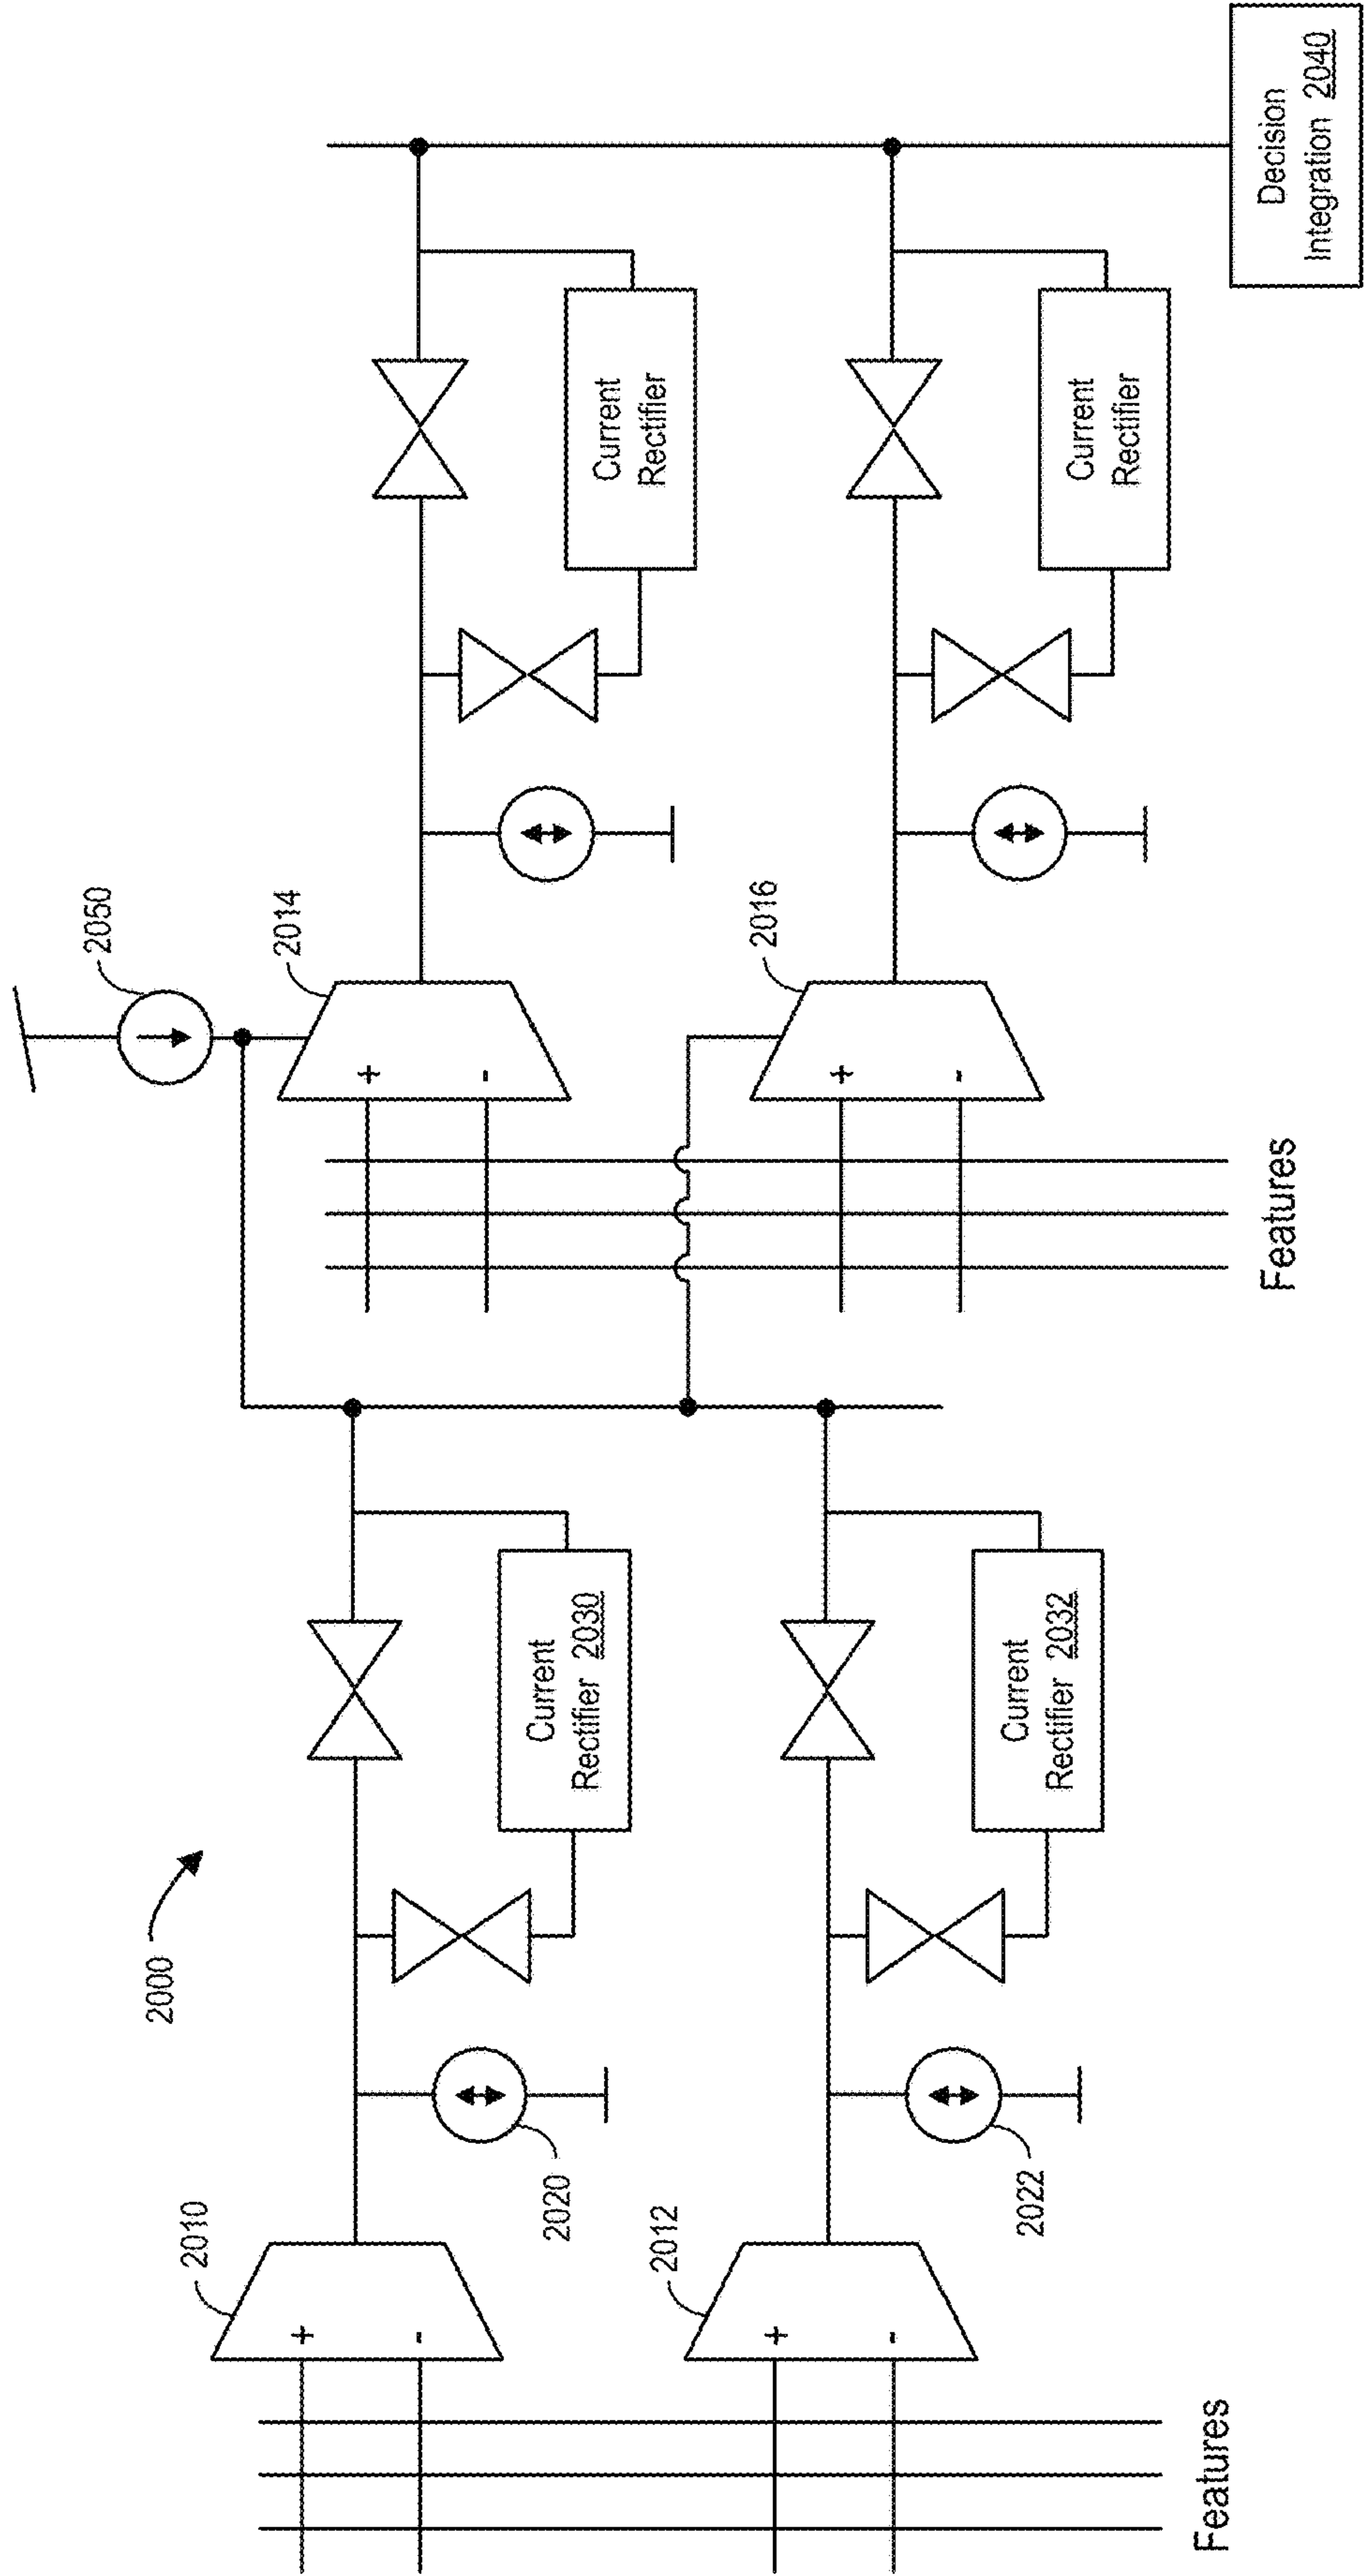 2050
2000
2010
2014
+
-
+
-
2020
Current
Rectifier 2030
Current
Rectifier
2012
2016
+
-
+
-
2022
Current
Rectifier 2032
Current
Rectifier
Features
Features
Decision
Integration 2040